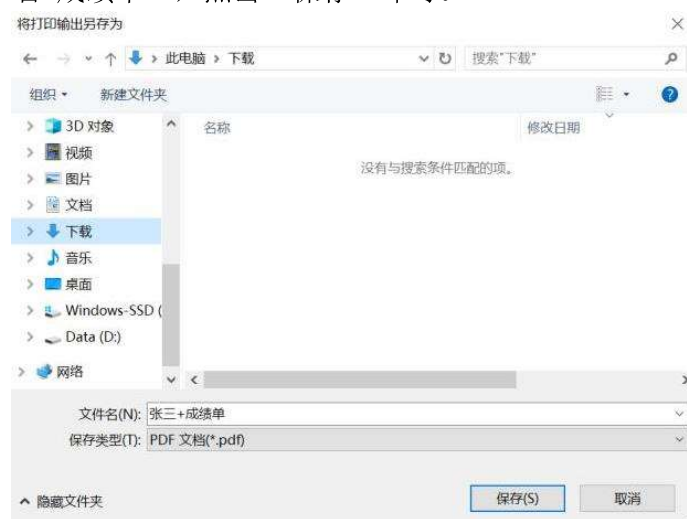 将打印输出另存为
此电脑 > 下载
搜索"下载"
组织
新建文件夹
3D 对象
名称
修改日期
视频
没有与搜索条件匹配的项。
图片
文档
下载
音乐
桌面
Windows-SSD (
Data (D:)
网络
文件名(N): 张三+成绩单
保存类型(T): PDF 文档(*.pdf)
隐藏文件夹
保存(S)
取消